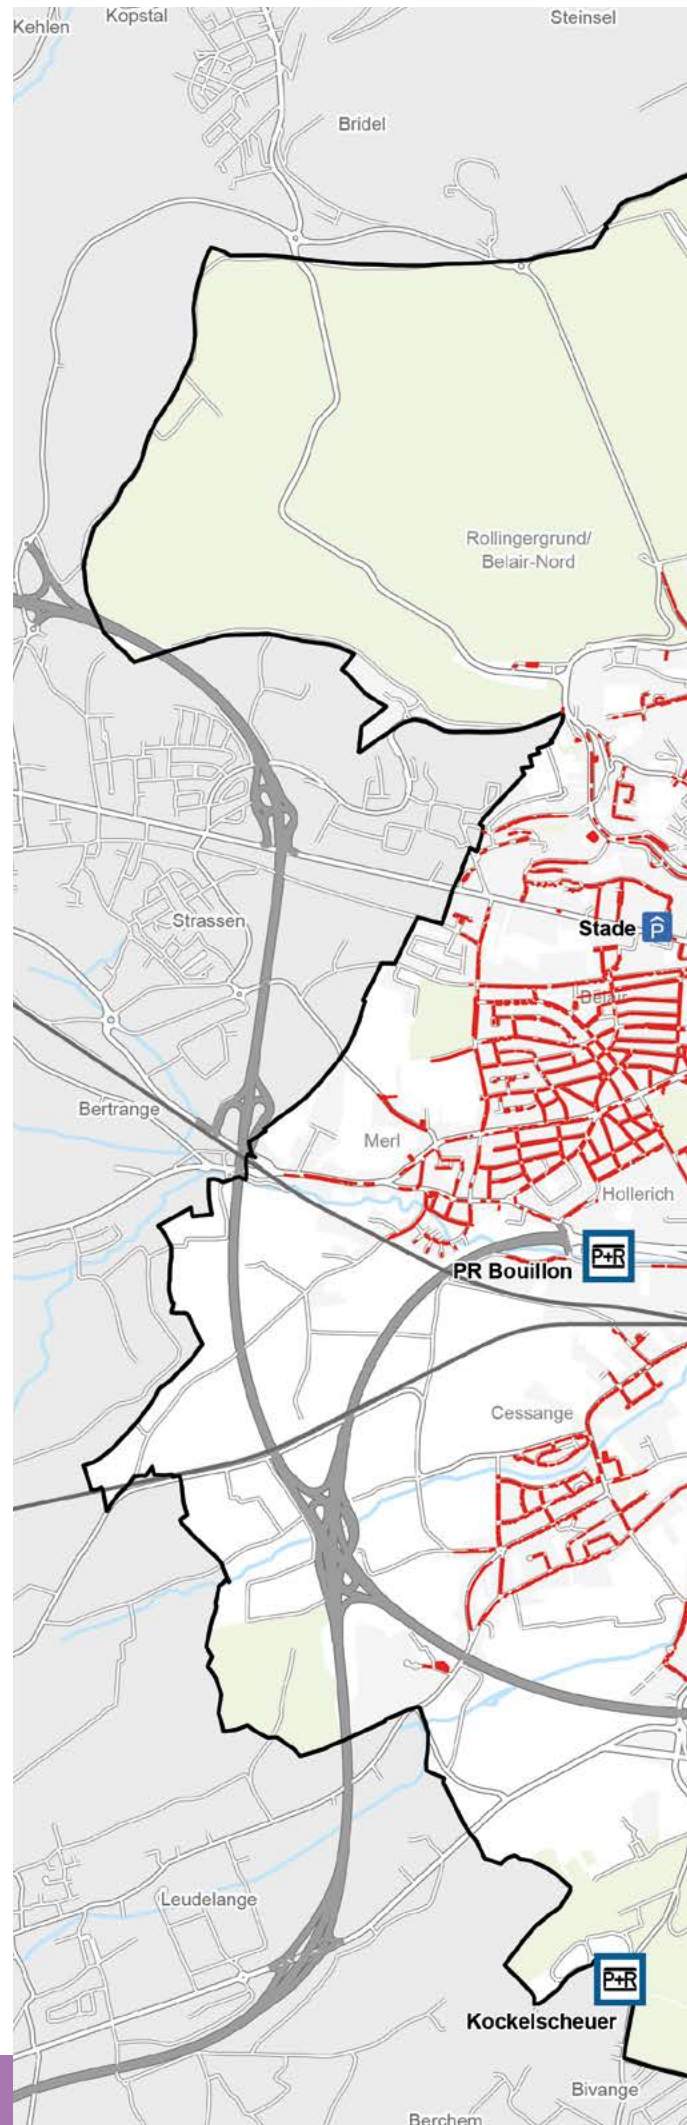 Kopstal
Steinsel
Kehlen
Bridel
Rollingergrund/
Belair-Nord
Strassen
Stade P
Belair
Bertrange
Merl
Hollerich
PR Bouillon P+R
Cessange
Leudelange
P+R
Kockelscheuer
Bivange
Berchem